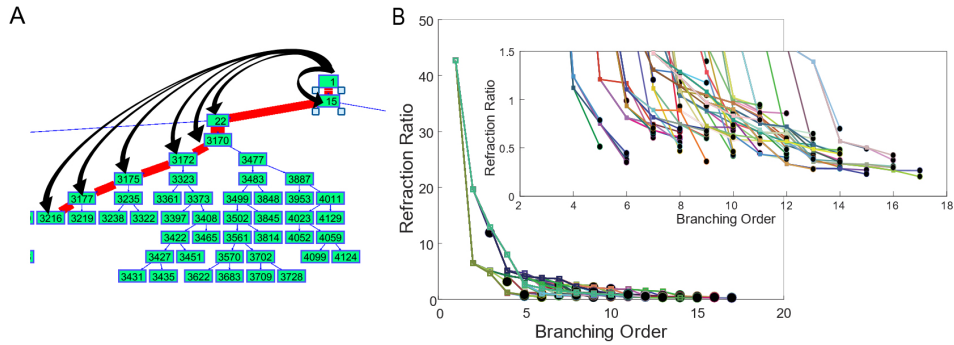 A
B
1
15
22
3170
3172 3477
3175 3323 3483 3887
3177 3235 3361 3373 3499 3848 3953 4011
3216 3219 3238 3322 3397 3408 3502 3845 4023 4129
3422 3465 3561 3814 4052 4059
3427 3451 3570 3702 4099 4124
3431 3435 3622 3683 3709 3728
50
40
30
20
10
0
Refraction Ratio
0 5 10 15 20
Branching Order
1.5
1
0.5
0
Refraction Ratio
2 4 6 8 10 12 14 16 18
Branching Order